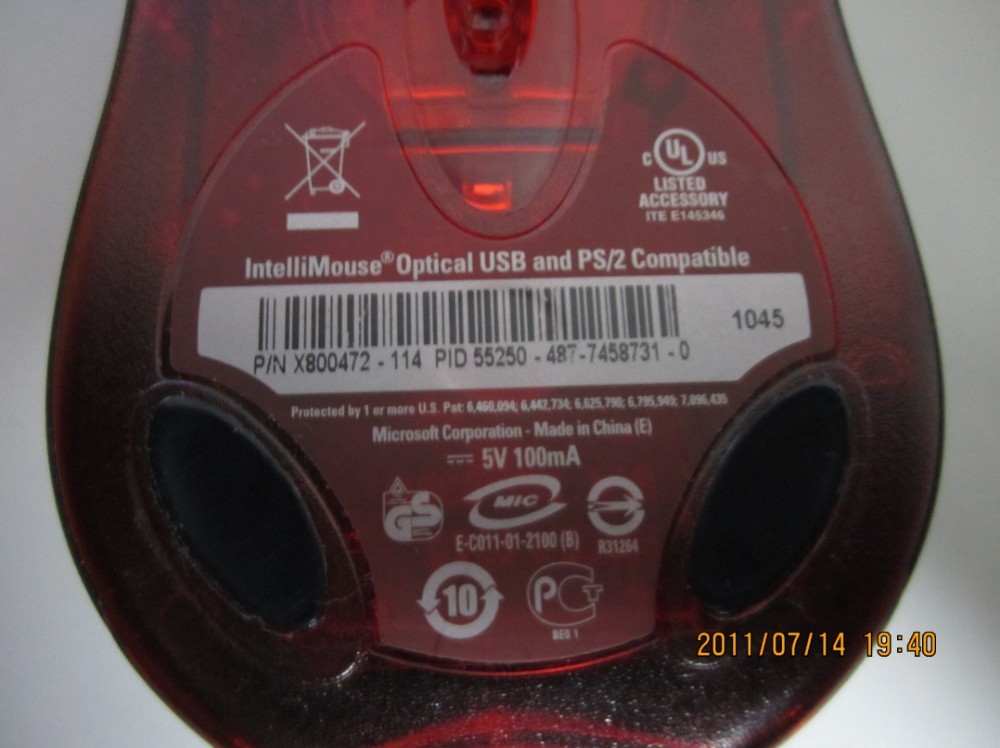 C UL US
LISTED
ACCESSORY
ITE E145346
IntelliMouse® Optical USB and PS/2 Compatible
1045
P/N X800472 - 114 PID 55250 - 487-7458731 - 0
Protected by 1 or more U.S. Pat: 6,460,094; 6,442,734; 6,625,790; 6,795,949; 7,096,435
Microsoft Corporation - Made in China (E)
5V 100mA
GS MIC
E-C011-01-2100 (B) R31264
10 PCT
2011/07/14 19:40